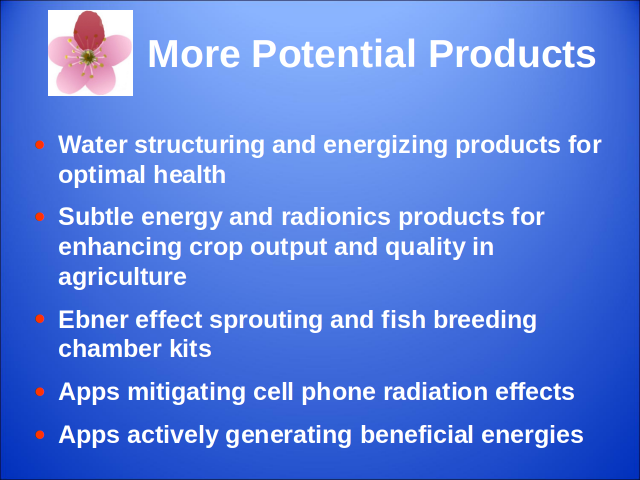 More Potential Products
• Water structuring and energizing products for
optimal health
• Subtle energy and radionics products for
enhancing crop output and quality in
agriculture
• Ebner effect sprouting and fish breeding
chamber kits
• Apps mitigating cell phone radiation effects
• Apps actively generating beneficial energies